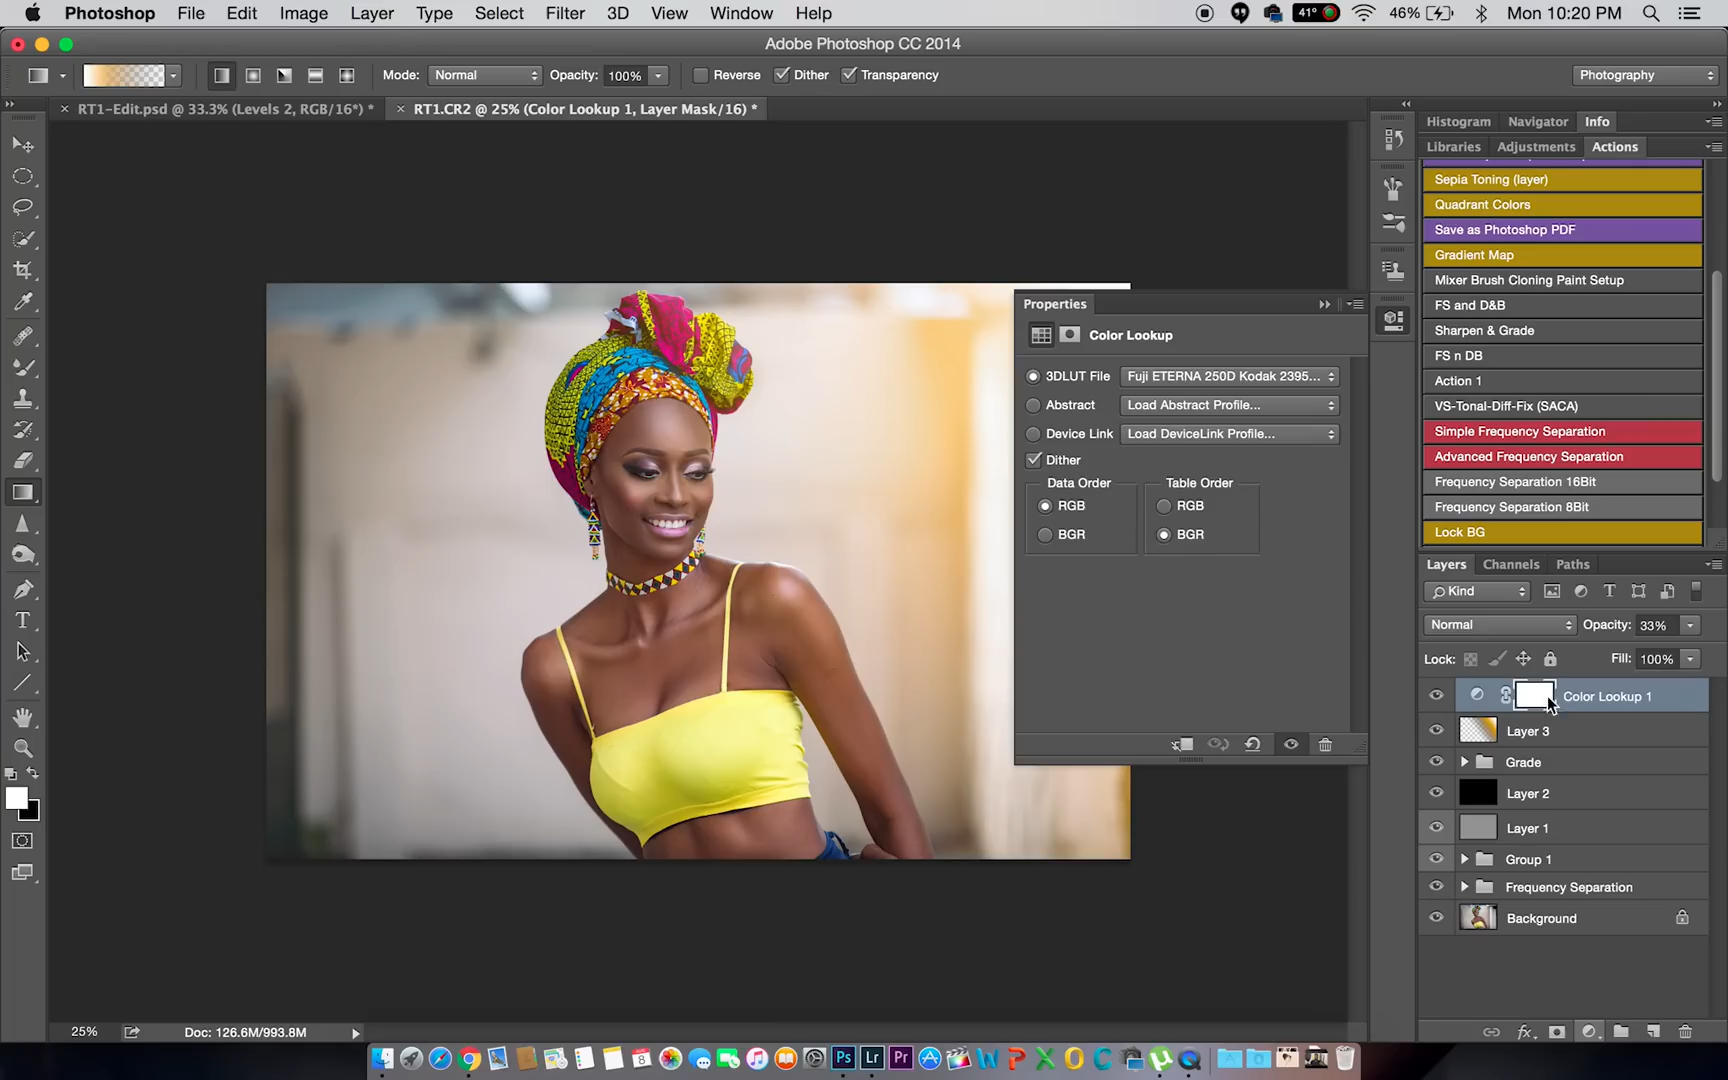 Photoshop File Edit Image Layer Type Select Filter 3D View Window Help 41° 46% Mon 10:20 PM
Adobe Photoshop CC 2014
Mode: Normal Opacity: 100% Reverse Dither Transparency Photography
RT1-Edit.psd @ 33.3% (Levels 2, RGB/16*) * RT1.CR2 @ 25% (Color Lookup 1, Layer Mask/16) *
Histogram Navigator Info
Libraries Adjustments Actions
Sepia Toning (layer)
Quadrant Colors
Save as Photoshop PDF
Gradient Map
Mixer Brush Cloning Paint Setup
FS and D&B
Sharpen & Grade
FS n DB
Action 1
VS-Tonal-Diff-Fix (SACA)
Simple Frequency Separation
Advanced Frequency Separation
Frequency Separation 16Bit
Frequency Separation 8Bit
Lock BG
Properties
Color Lookup
3DLUT File Fuji ETERNA 250D Kodak 2395...
Abstract Load Abstract Profile...
Device Link Load DeviceLink Profile...
Dither
Data Order Table Order
RGB RGB
BGR BGR
Layers Channels Paths
Kind
Normal Opacity: 33%
Lock: Fill: 100%
Color Lookup 1
Layer 3
Grade
Layer 2
Layer 1
Group 1
Frequency Separation
Background
25% Doc: 126.6M/993.8M
8
Ps Lr Pr